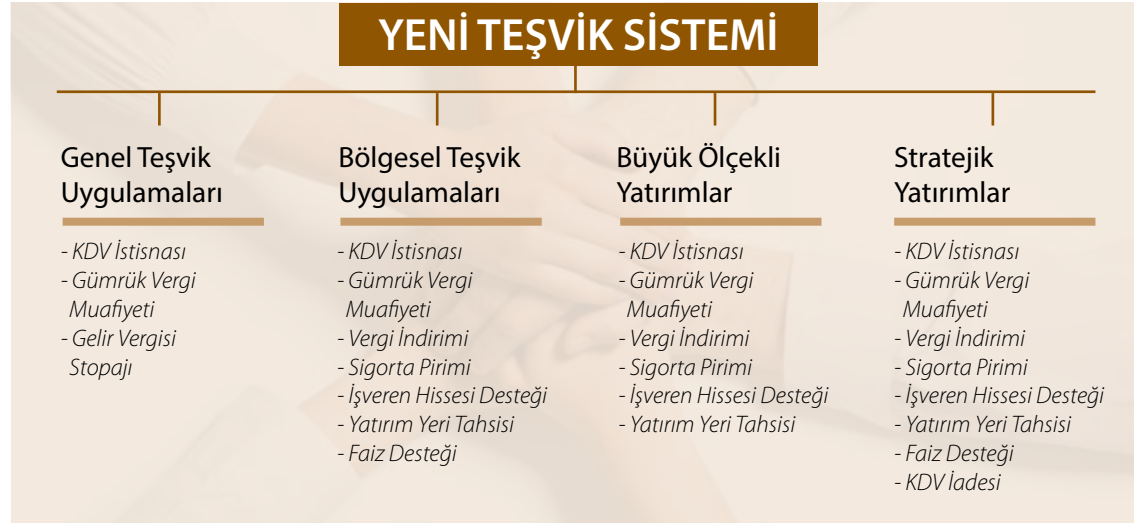 YENİ TEŞVİK SİSTEMİ
Genel Teşvik
Uygulamaları
- KDV İstisnası
- Gümrük Vergi
Muafiyeti
- Gelir Vergisi
Stopajı
Bölgesel Teşvik
Uygulamaları
- KDV İstisnası
- Gümrük Vergi
Muafiyeti
- Vergi İndirimi
- Sigorta Pirimi
- İşveren Hissesi Desteği
- Yatırım Yeri Tahsisi
- Faiz Desteği
Büyük Ölçekli
Yatırımlar
- KDV İstisnası
- Gümrük Vergi
Muafiyeti
- Vergi İndirimi
- Sigorta Pirimi
- İşveren Hissesi Desteği
- Yatırım Yeri Tahsisi
Stratejik
Yatırımlar
- KDV İstisnası
- Gümrük Vergi
Muafiyeti
- Vergi İndirimi
- Sigorta Pirimi
- İşveren Hissesi Desteği
- Yatırım Yeri Tahsisi
- Faiz Desteği
- KDV İadesi